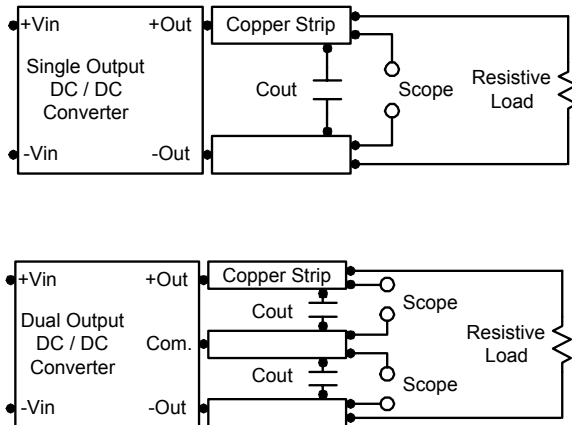 +Vin +Out Copper Strip
Single Output
DC / DC
Converter
Cout Scope
Resistive
Load
-Vin -Out
+Vin +Out Copper Strip
Cout Scope
Dual Output
DC / DC
Converter
Com.
Resistive
Load
Cout Scope
-Vin -Out